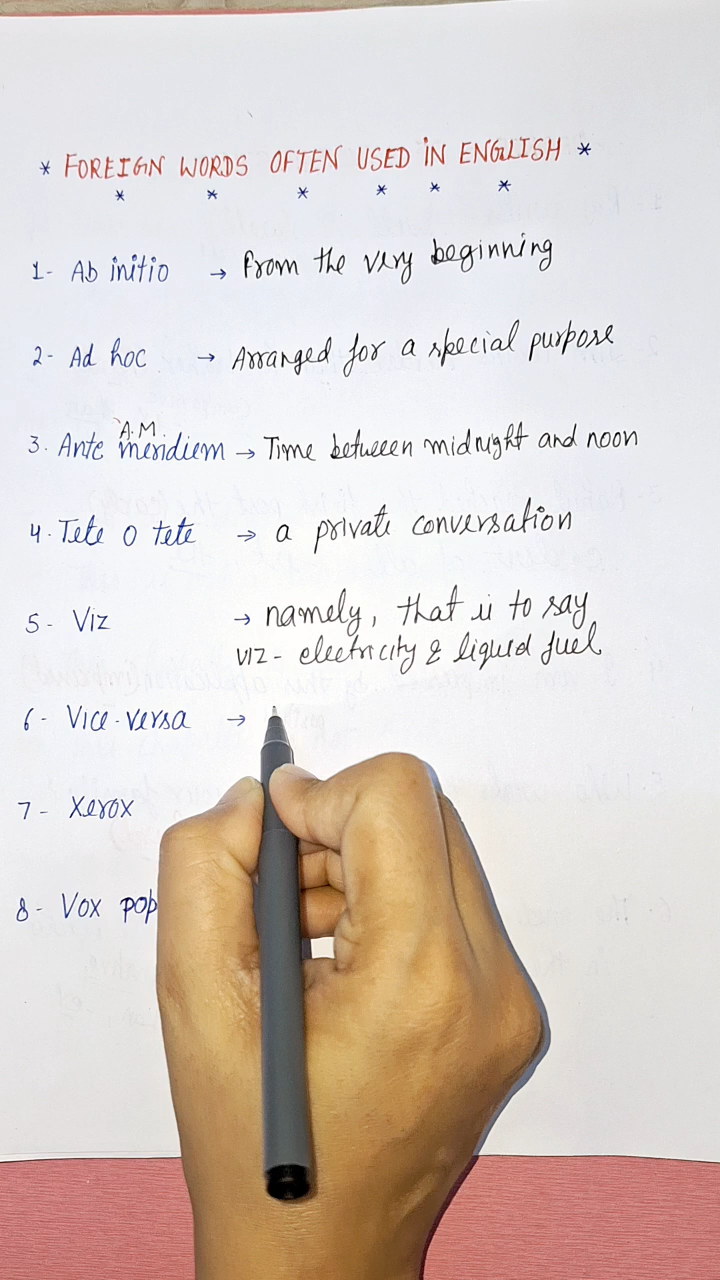 * FOREIGN WORDS OFTEN USED IN ENGLISH *
* * * * * *
1- Ab initio → from the very beginning
2- Ad hoc → Arranged for a special purpose
A.M
3. Ante meridiem → Time between midnight and noon
4. Tete o tete → a private conversation
5- Viz → namely, that is to say
VIZ - electricity & liquid fuel
6- Vice-versa →
7- Xerox
8- Vox pop